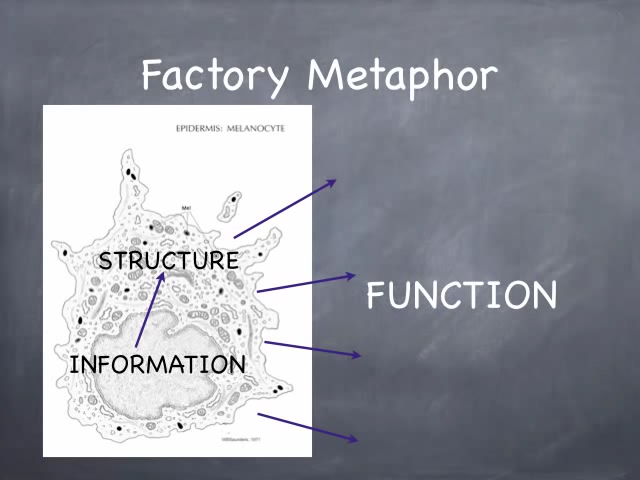 Factory Metaphor
EPIDERMIS: MELANOCYTE
Mel
STRUCTURE
FUNCTION
INFORMATION